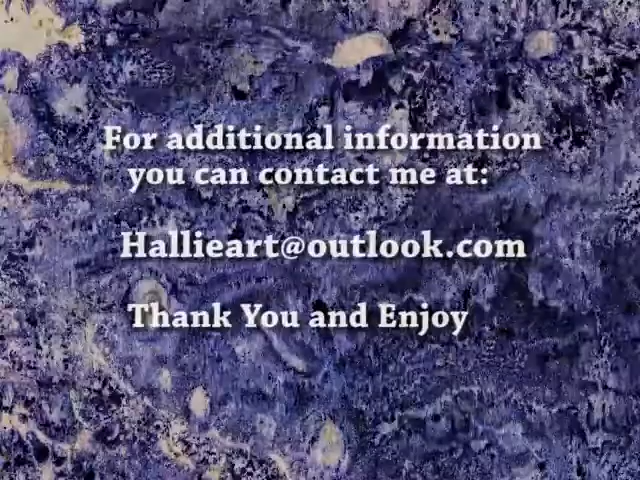 For additional information
you can contact me at:
Hallieart@outlook.com
Thank You and Enjoy